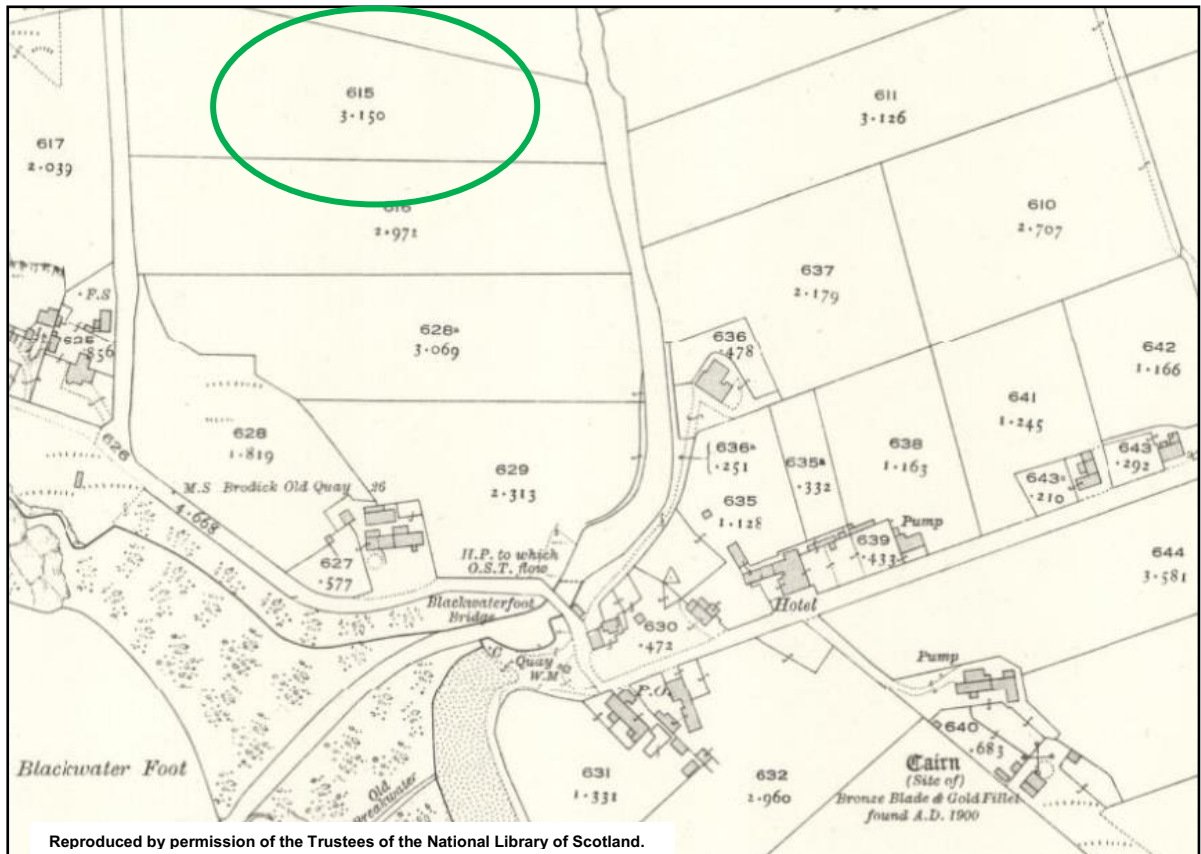 615
3·150
611
3·126
617
2·039
616
2·971
610
2·707
637
2·179
F.S
628a
3·069
636
·478
642
1·166
·856
641
1·245
628
1·819
636a
·251
635a
·332
638
1·163
626
629
2·313
643
·292
643a
·210
M.S Brodick Old Quay 26
4·668
635
1·128
Pump
639
·433
644
3·581
H.P. to which
O.S.T. flow
627
·577
Hotel
Blackwaterfoot
Bridge
630
·472
C
Quay
W.M
Pump
P.O.
640
·683
Blackwater Foot
Old
Breakwater
631
1·331
632
2·960
Cairn
(Site of)
Bronze Blade & Gold Fillet
found A.D. 1900
Reproduced by permission of the Trustees of the National Library of Scotland.